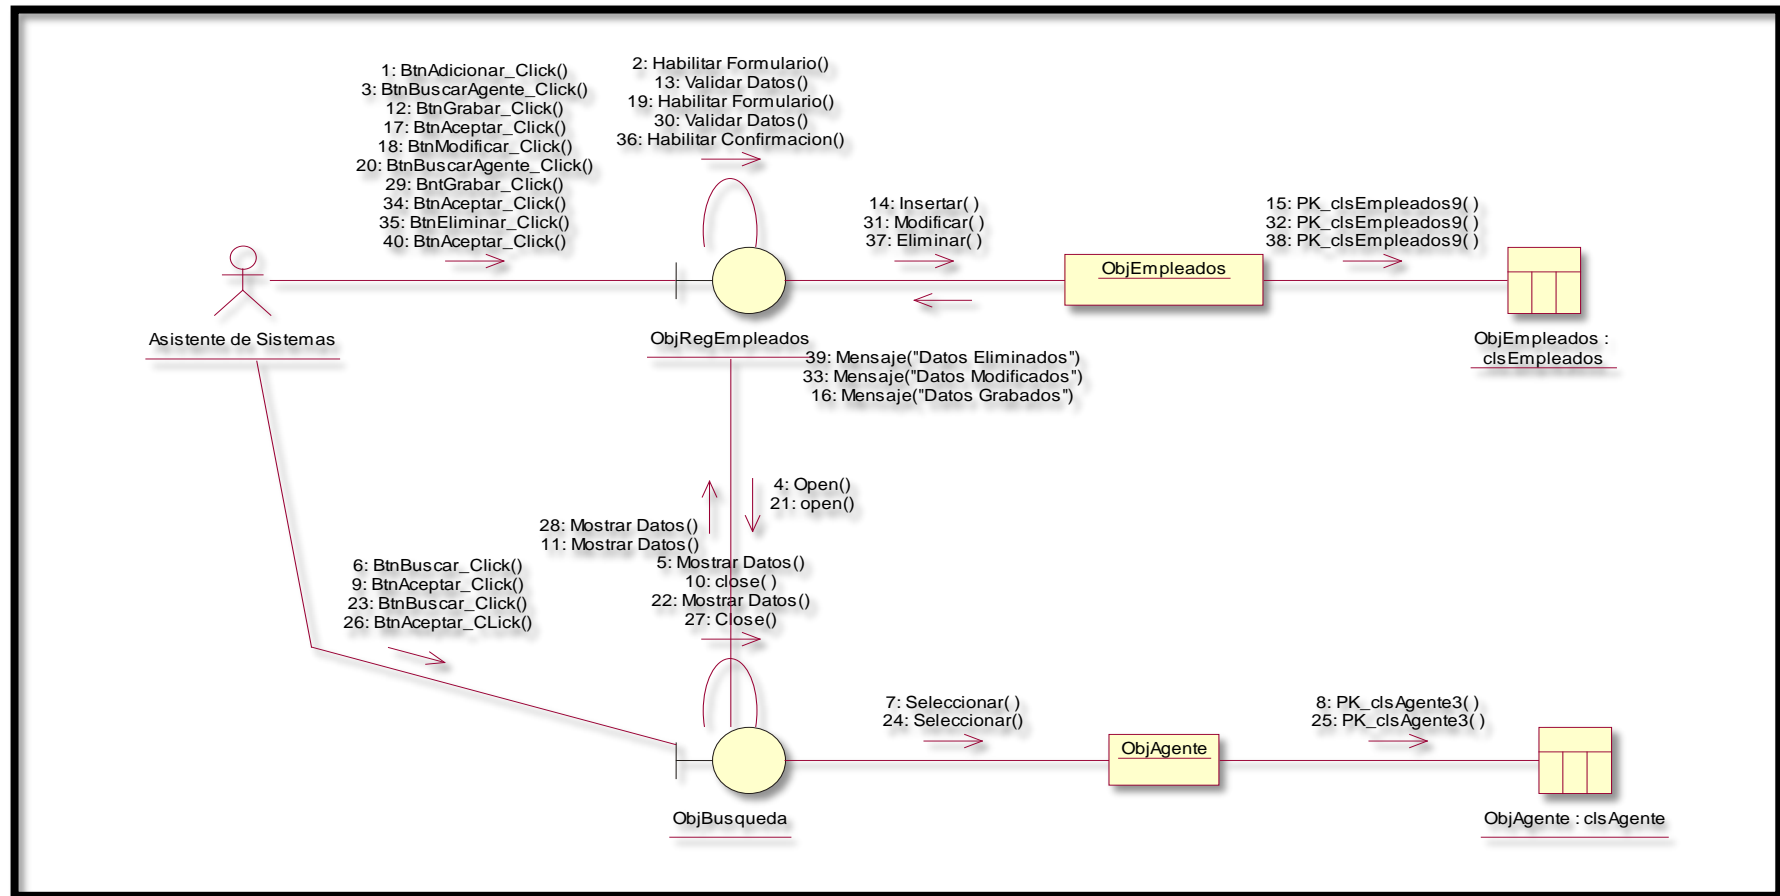 1: BtnAdicionar_Click()
3: BtnBuscarAgente_Click()
12: BtnGrabar_Click()
17: BtnAceptar_Click()
18: BtnModificar_Click()
20: BtnBuscarAgente_Click()
29: BntGrabar_Click()
34: BtnAceptar_Click()
35: BtnEliminar_Click()
40: BtnAceptar_Click()
2: Habilitar Formulario()
13: Validar Datos()
19: Habilitar Formulario()
30: Validar Datos()
36: Habilitar Confirmacion()
14: Insertar( )
31: Modificar( )
37: Eliminar( )
15: PK_clsEmpleados9( )
32: PK_clsEmpleados9( )
38: PK_clsEmpleados9( )
ObjEmpleados
Asistente de Sistemas
ObjRegEmpleados
ObjEmpleados :
clsEmpleados
39: Mensaje("Datos Eliminados")
33: Mensaje("Datos Modificados")
16: Mensaje("Datos Grabados")
4: Open()
21: open()
28: Mostrar Datos()
11: Mostrar Datos()
5: Mostrar Datos()
10: close( )
22: Mostrar Datos()
27: Close()
6: BtnBuscar_Click()
9: BtnAceptar_Click()
23: BtnBuscar_Click()
26: BtnAceptar_CLick()
7: Seleccionar( )
24: Seleccionar()
8: PK_clsAgente3( )
25: PK_clsAgente3( )
ObjAgente
ObjBusqueda
ObjAgente : clsAgente